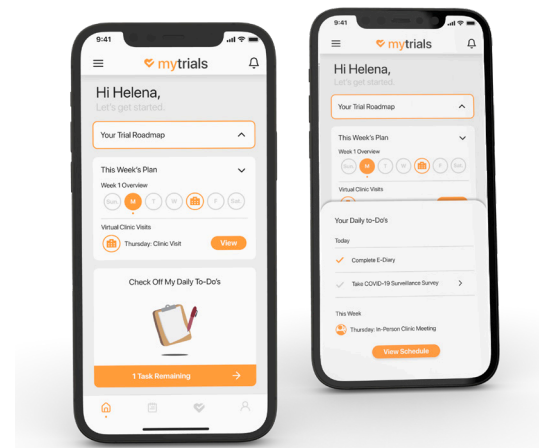 9:41
mytrials
Hi Helena,
Let's get started.
Your Trial Roadmap
This Week's Plan
Week 1 Overview
Sun M T W F Sat
Virtual Clinic Visits
Thursday: Clinic Visit
View
Check Off My Daily To-Do's
1 Task Remaining
9:41
mytrials
Hi Helena,
Let's get started.
Your Trial Roadmap
This Week's Plan
Week 1 Overview
Sun M T W F Sat
Virtual Clinic Visits
Your Daily to-Do's
Today
Complete E-Diary
Take COVID-19 Surveillance Survey
This Week
Thursday: In-Person Clinic Meeting
View Schedule